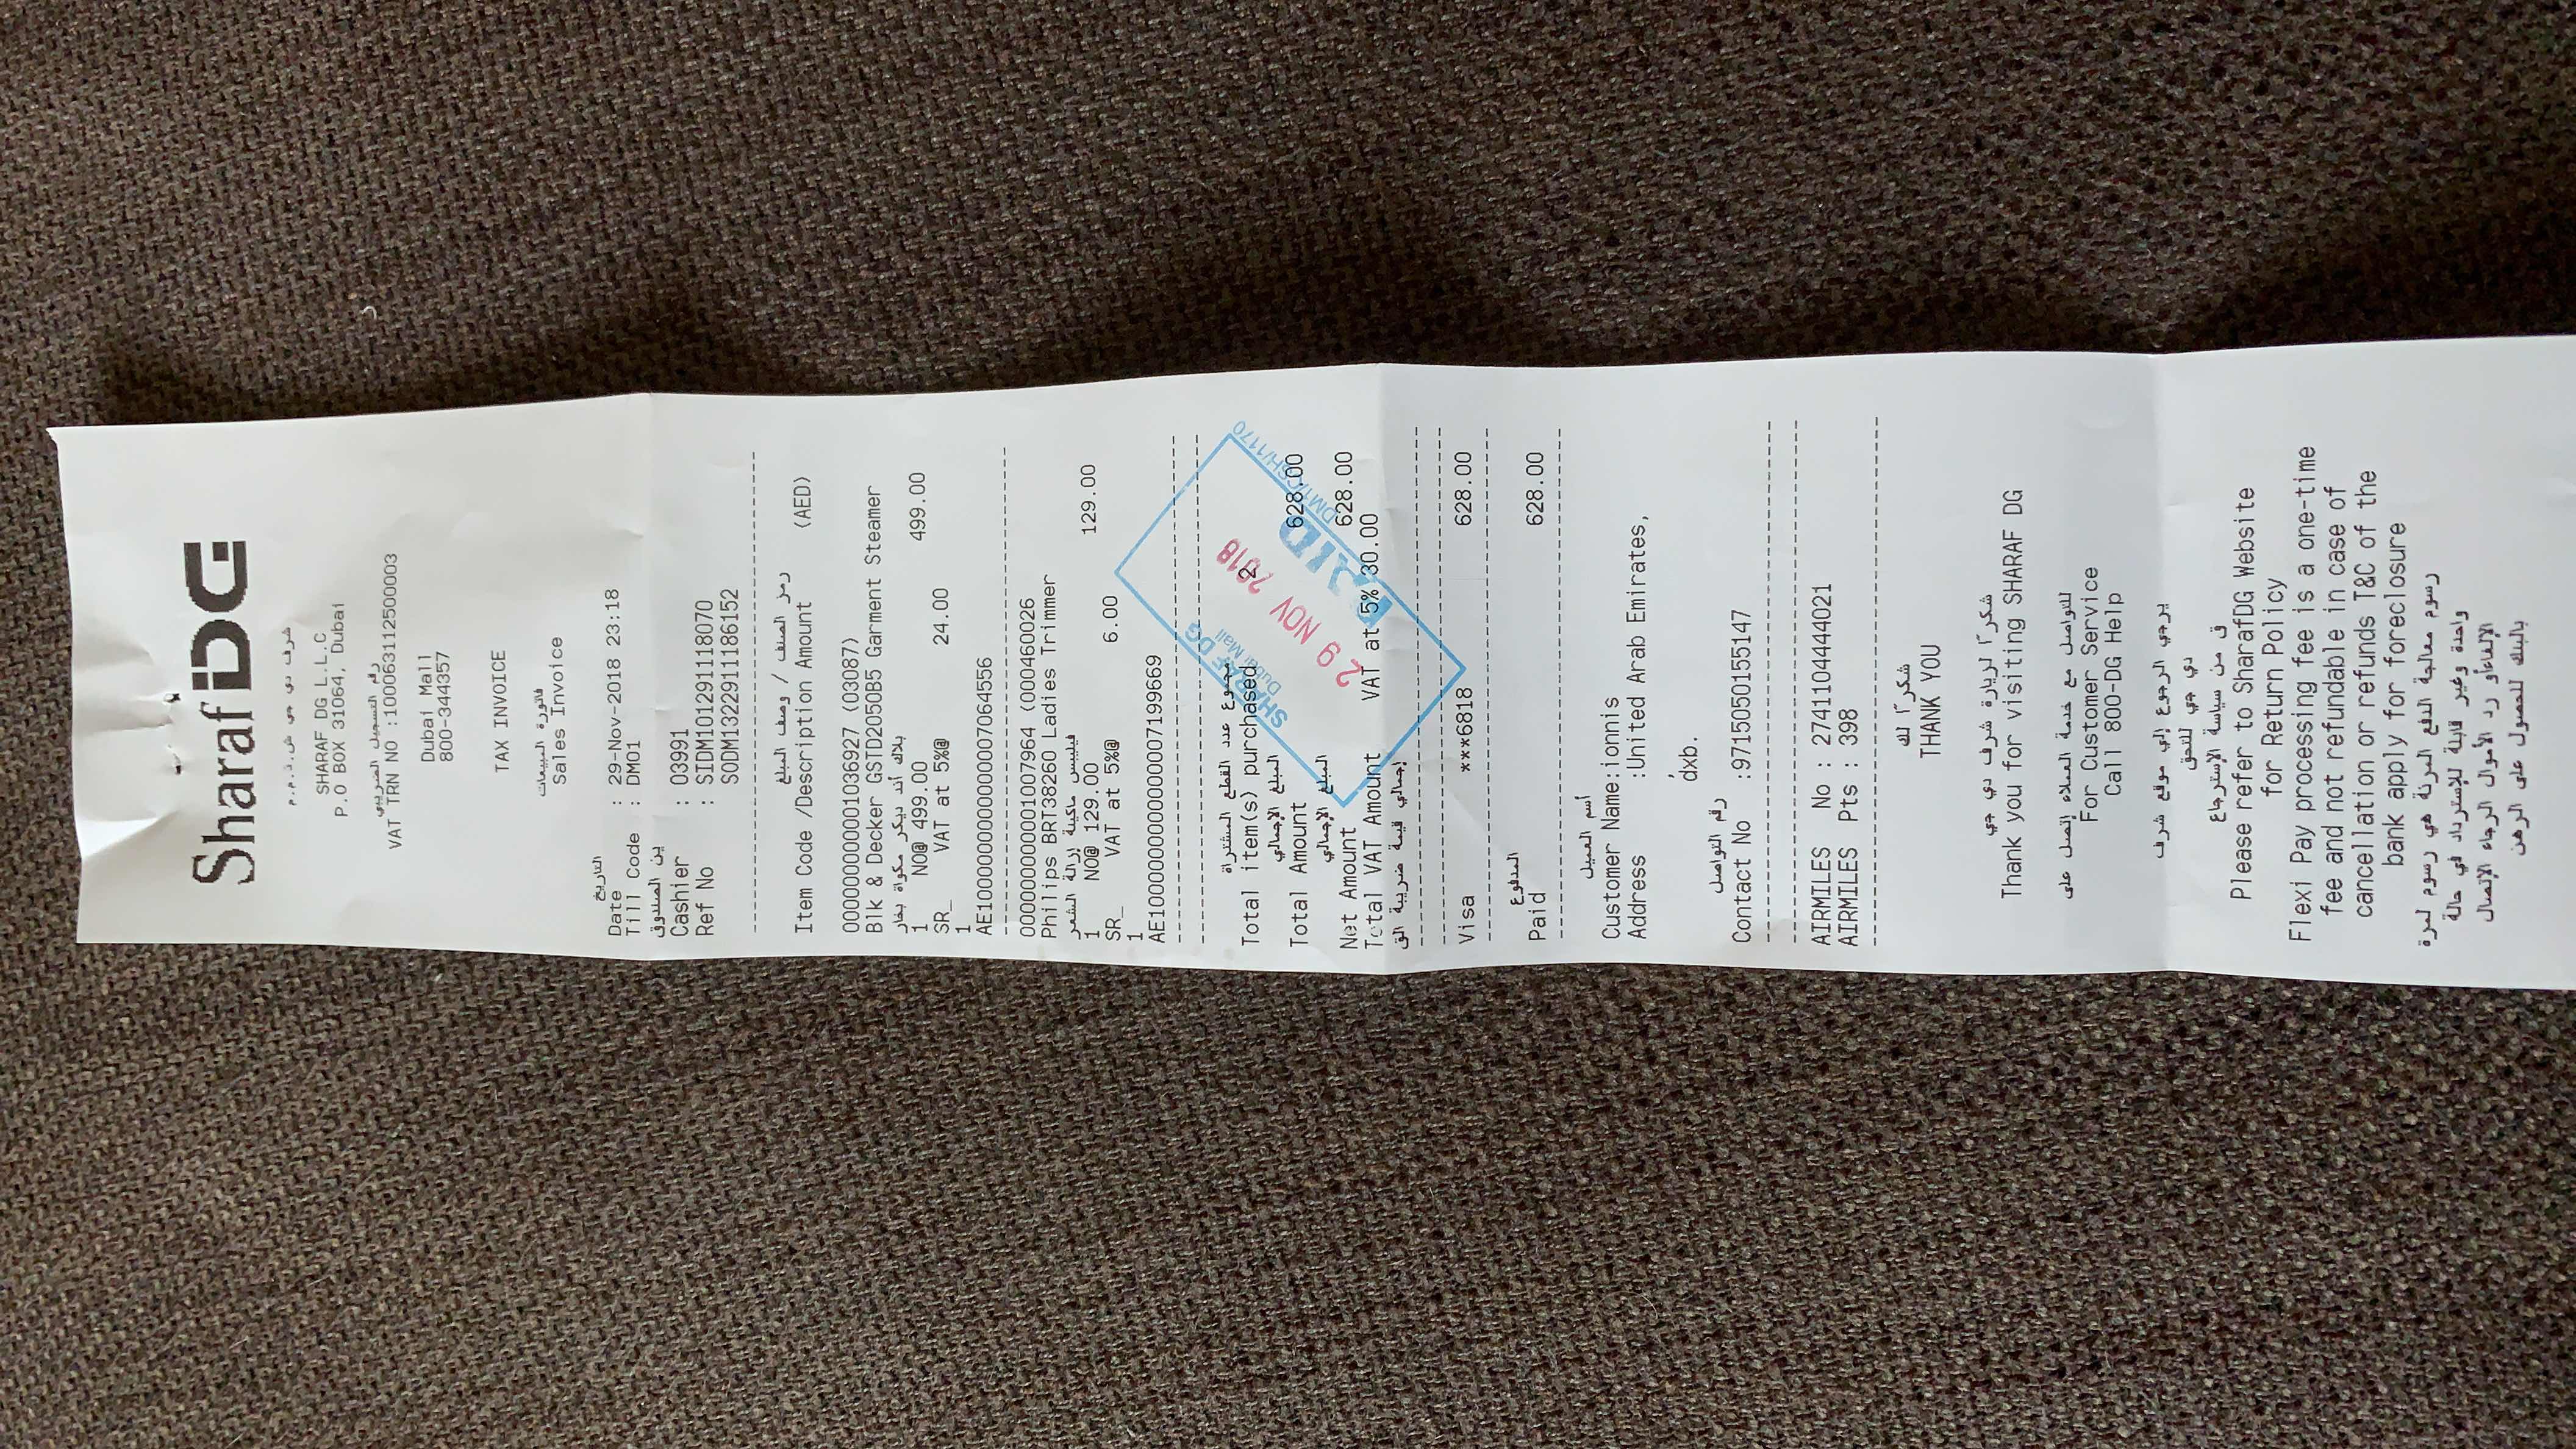 Sharaf DG
شرف دي جي ش.ذ.م.م
SHARAF DG L.L.C
P.O BOX 31064, Dubai
رقم التسجيل الضريبي
VAT TRN NO :100063112500003
Dubai Mall
800-344357
TAX INVOICE
فاتورة المبيعات
Sales Invoice
التاريخ
Date : 29-Nov-2018 23:18
Till Code : DM01
ين الصندوق
Cashier : 03991
Ref No : SIDM101291118070
SODM1322911186152
رمز الصنف / وصف المبلغ
Item Code /Description Amount (AED)
000000000001036927 (03087)
Blk & Decker GSTD2050B5 Garment Steamer
بلاك أند ديكر مكواة بخار
1 NO@ 499.00 499.00
SR_ VAT at 5%@ 24.00
1
AE1000000000000007064556
000000000001007964 (000460026
Philips BRT38260 Ladies Trimmer
فيليبس ماكينة إزالة الشعر
1 NO@ 129.00 129.00
SR_ VAT at 5%@ 6.00
1
AE1000000000000007199669
مجموع عدد القطع المشتراة
Total item(s) purchased 2
المبلغ الإجمالي
Total Amount 628.00
المبلغ الإجمالي
Net Amount 628.00
Total VAT Amount VAT at 5% 30.00
إجمالي قيمة ضريبة الق
SHARAF DG
Dubai Mall
29 NOV 2018
PAID
DM1/CSH/1170
Visa ***6818 628.00
المدفوع
Paid 628.00
أسم العميل
Customer Name:ionnis
Address :United Arab Emirates,
,
dxb.
رقم التواصل
Contact No :9715050155147
AIRMILES No : 2741104444021
AIRMILES Pts : 398
شكرًا لك
THANK YOU
شكرًا لزيارة شرف دي جي
Thank you for visiting SHARAF DG
للتواصل مع خدمة العملاء إتصل على
For Customer Service
Call 800-DG Help
يرجي الرجوع إلي موقع شرف
دي جي للتحق
ق من سياسة الإسترجاع
Please refer to SharafDG Website
for Return Policy
Flexi Pay processing fee is a one-time
fee and not refundable in case of
cancellation or refunds T&C of the
bank apply for foreclosure
رسوم معالجة الدفع المرنة هي رسوم لمرة
واحدة وغير قابلة للإسترداد في حالة
الإلغاءأو رد الأموال الرجاء الإتصال
بالبنك للحصول على الرهن